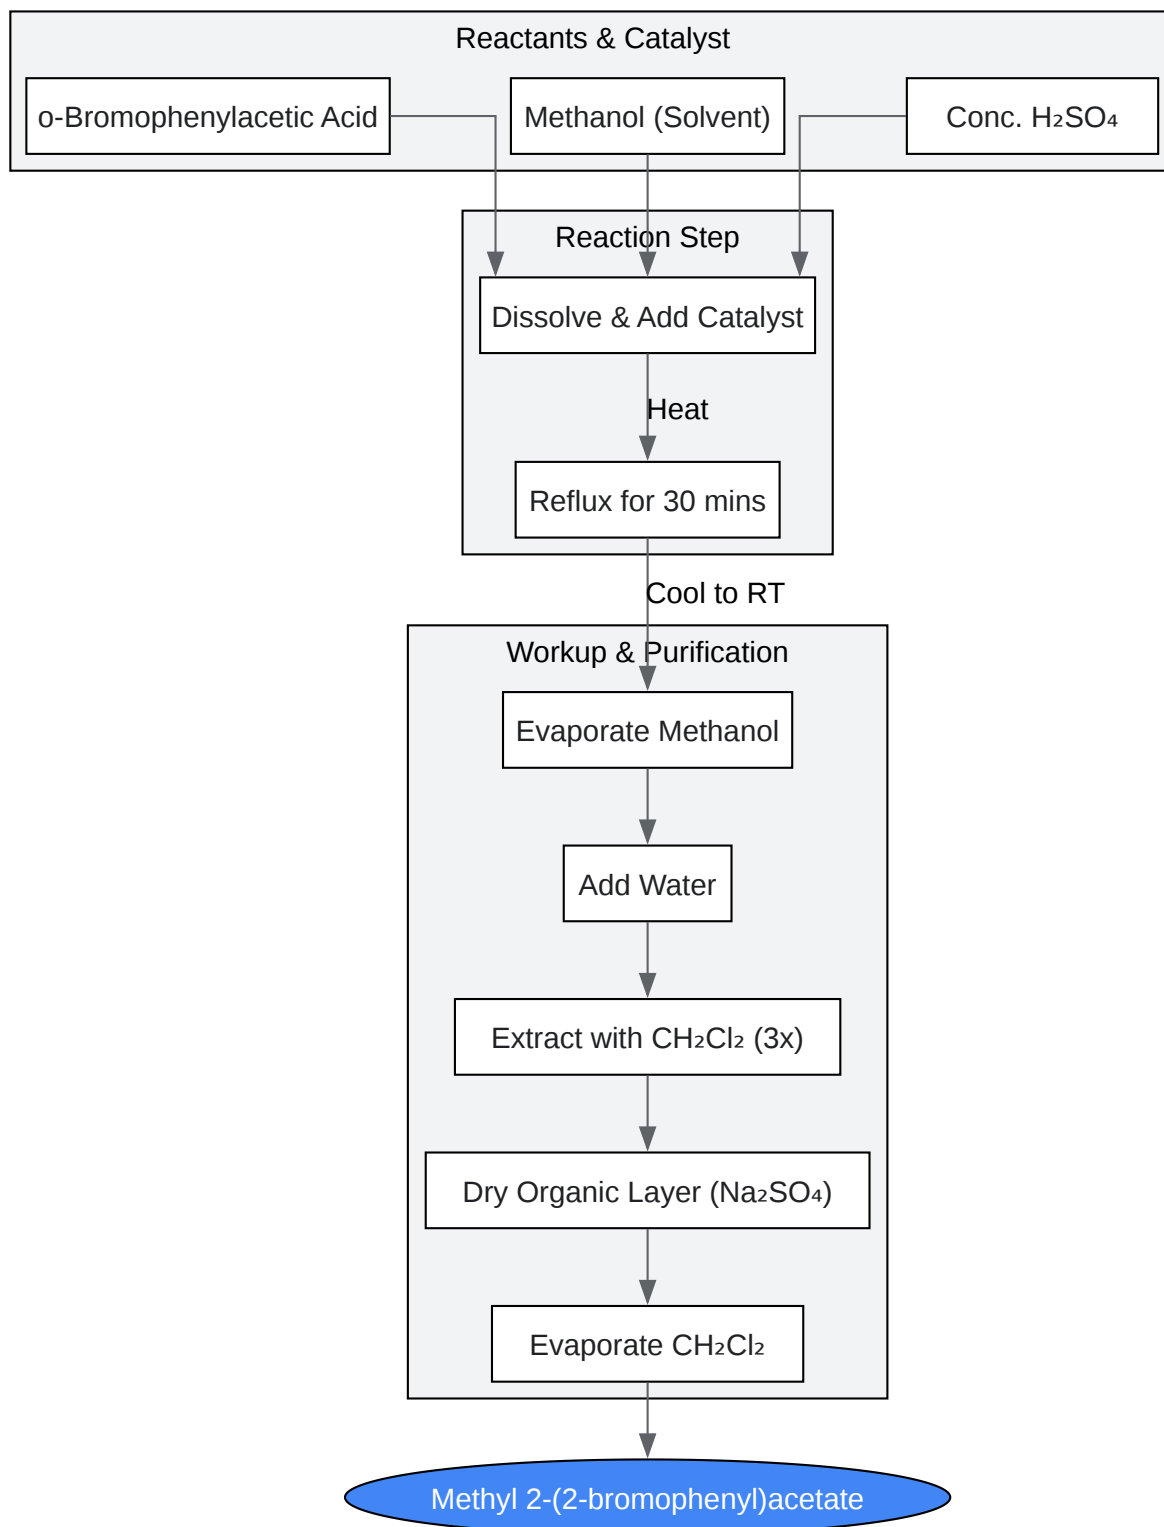 Reactants & Catalyst
o-Bromophenylacetic Acid
Methanol (Solvent)
Conc. H₂SO₄
Reaction Step
Dissolve & Add Catalyst
Heat
Reflux for 30 mins
Cool to RT
Workup & Purification
Evaporate Methanol
Add Water
Extract with CH₂Cl₂ (3x)
Dry Organic Layer (Na₂SO₄)
Evaporate CH₂Cl₂
Methyl 2-(2-bromophenyl)acetate